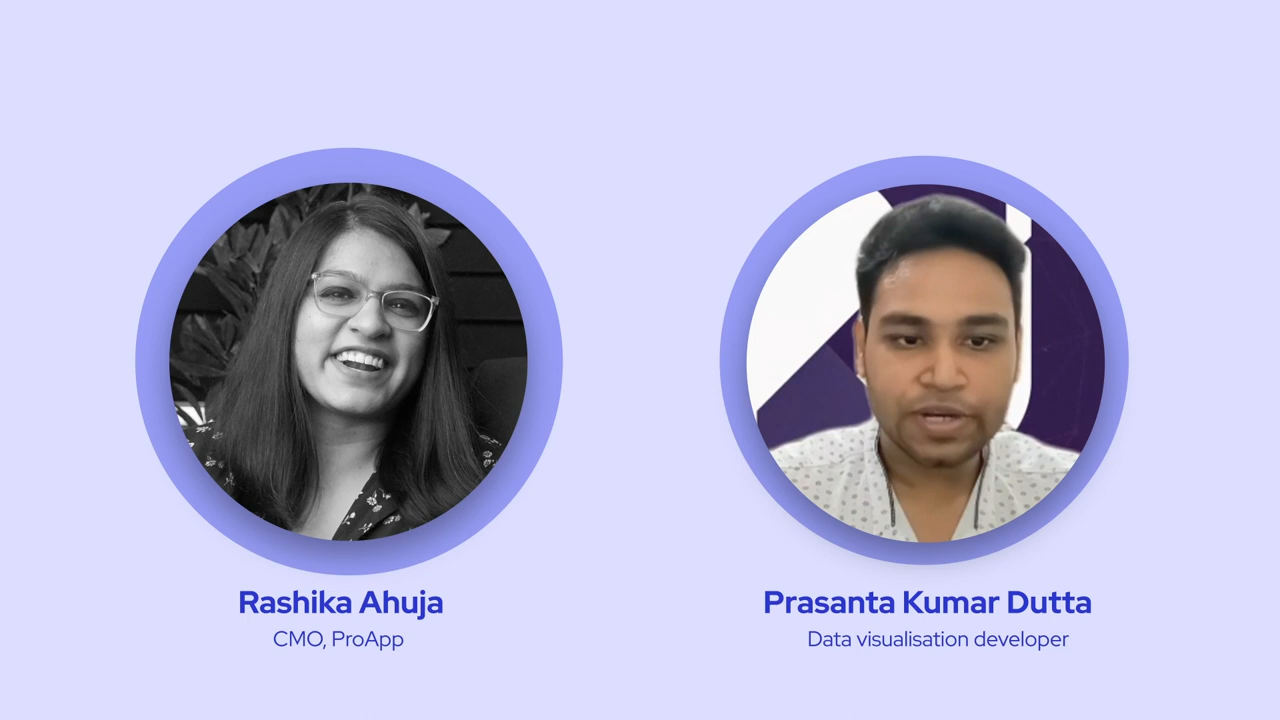 Rashika Ahuja
CMO, ProApp
Prasanta Kumar Dutta
Data visualisation developer